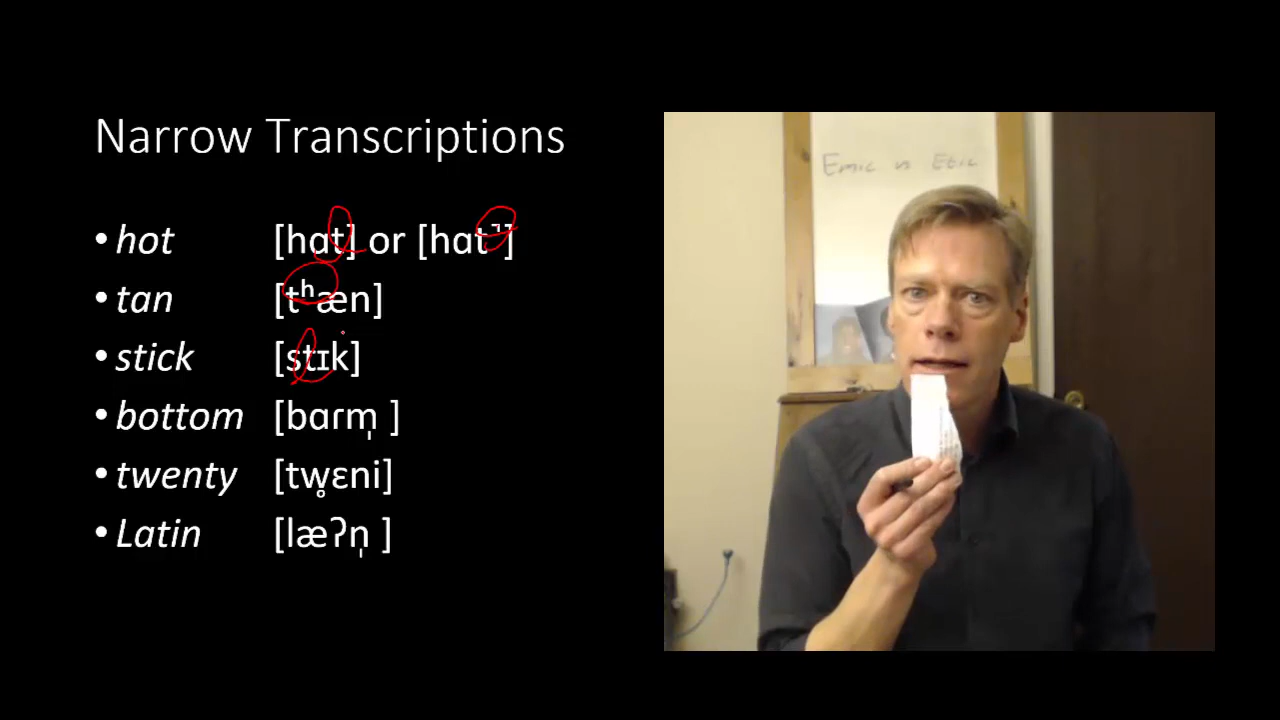 Narrow Transcriptions
• hot [hɑt] or [hɑt̚]
• tan [tʰæn]
• stick [stɪk]
• bottom [bɑɾm̩ ]
• twenty [tw̥ɛni]
• Latin [læʔn̩ ]
Emic vs Etic